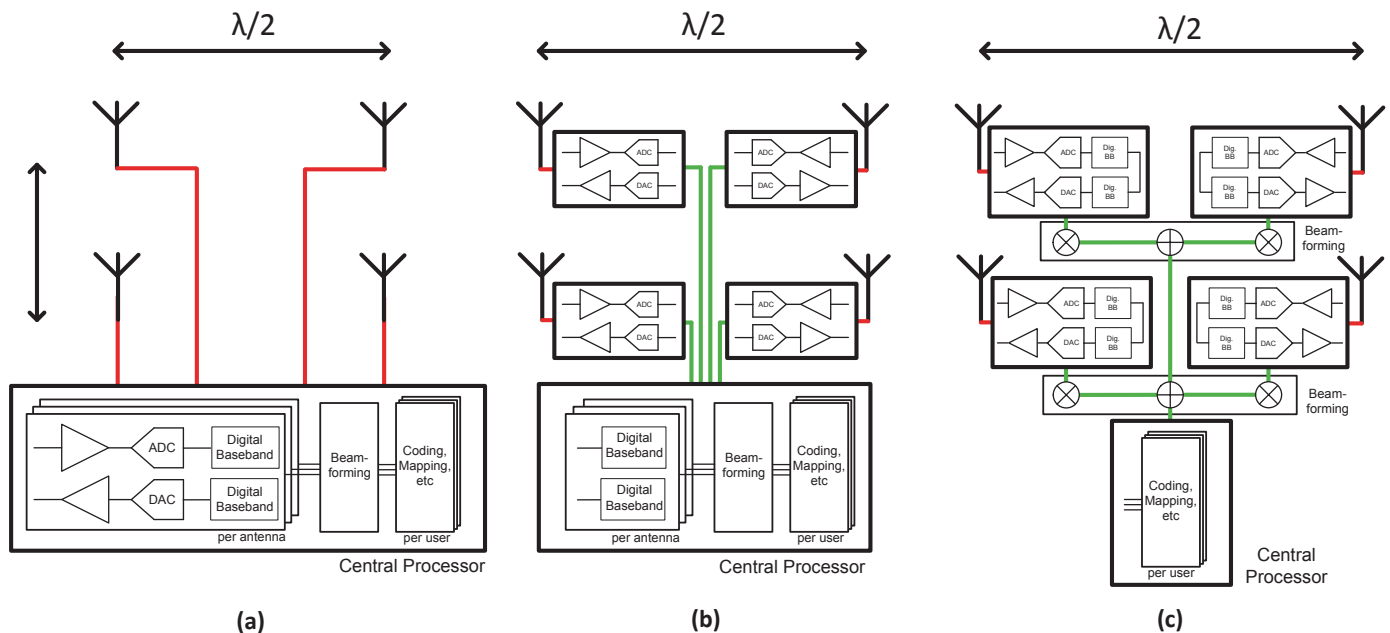 λ/2
λ/2
λ/2
ADC
DAC
ADC
DAC
ADC
DAC
ADC
DAC
ADC
Dig.
BB
DAC
Dig.
BB
Dig.
BB
ADC
Dig.
BB
DAC
Beam-
forming
ADC
Dig.
BB
DAC
Dig.
BB
Dig.
BB
ADC
Dig.
BB
DAC
Beam-
forming
ADC
Digital
Baseband
DAC
Digital
Baseband
per antenna
Beam-
forming
Coding,
Mapping,
etc
per user
Central Processor
Digital
Baseband
Digital
Baseband
per antenna
Beam-
forming
Coding,
Mapping,
etc
per user
Central Processor
Coding,
Mapping,
etc
per user
Central
Processor
(a)
(b)
(c)